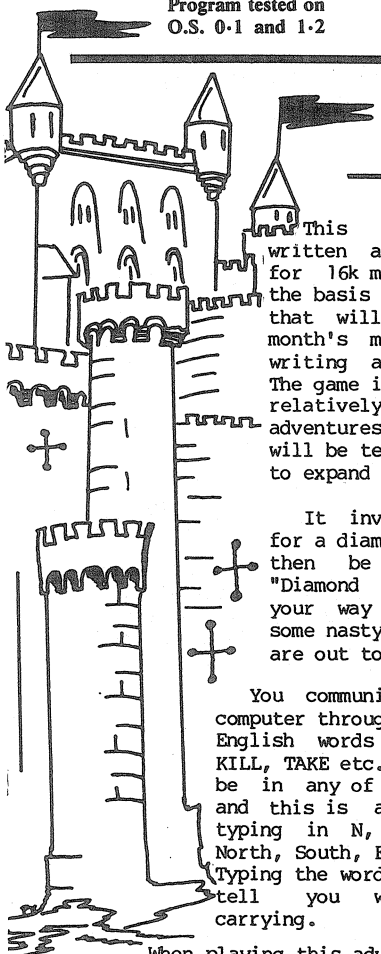 Program tested on
O.S. 0·1 and 1·2
This
written a
for 16k m
the basis
that will
month's m
writing a
The game i
relatively
adventures
will be te
to expand
It inv
for a diam
then be
"Diamond
your way
some nasty
are out to
You communi
computer throug
English words
KILL, TAKE etc.
be in any of
and this is a
typing in N,
North, South, E
Typing the word
tell you w
carrying.
When playing this adv